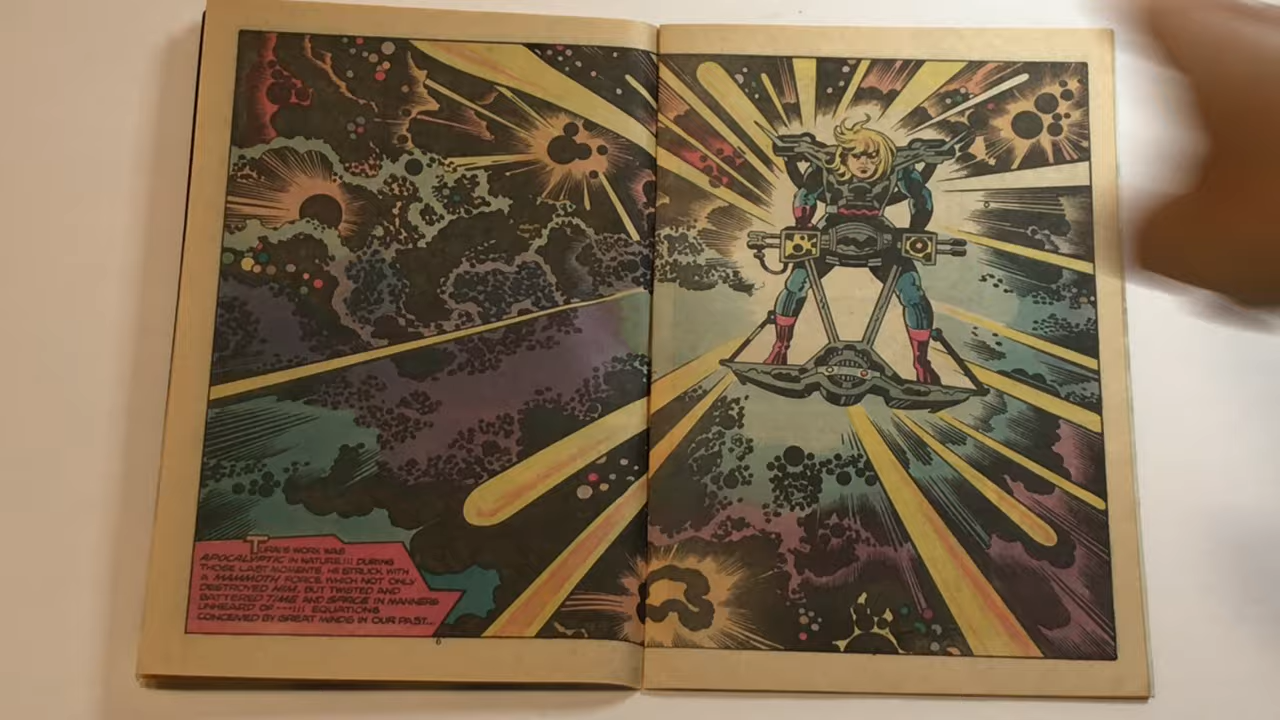 TURAL'S WORK WAS
APOCALYPTIC IN NATURE!!! DURING
THOSE LAST MOMENTS, HE STRUCK WITH
A MAMMOTH FORCE WHICH NOT ONLY
DESTROYED HIM, BUT TWISTED AND
BATTERED TIME AND SPACE IN MANNERS
UNHEARD OF ---!!! EQUATIONS
CONCEIVED BY GREAT MINDS IN OUR PAST...
6